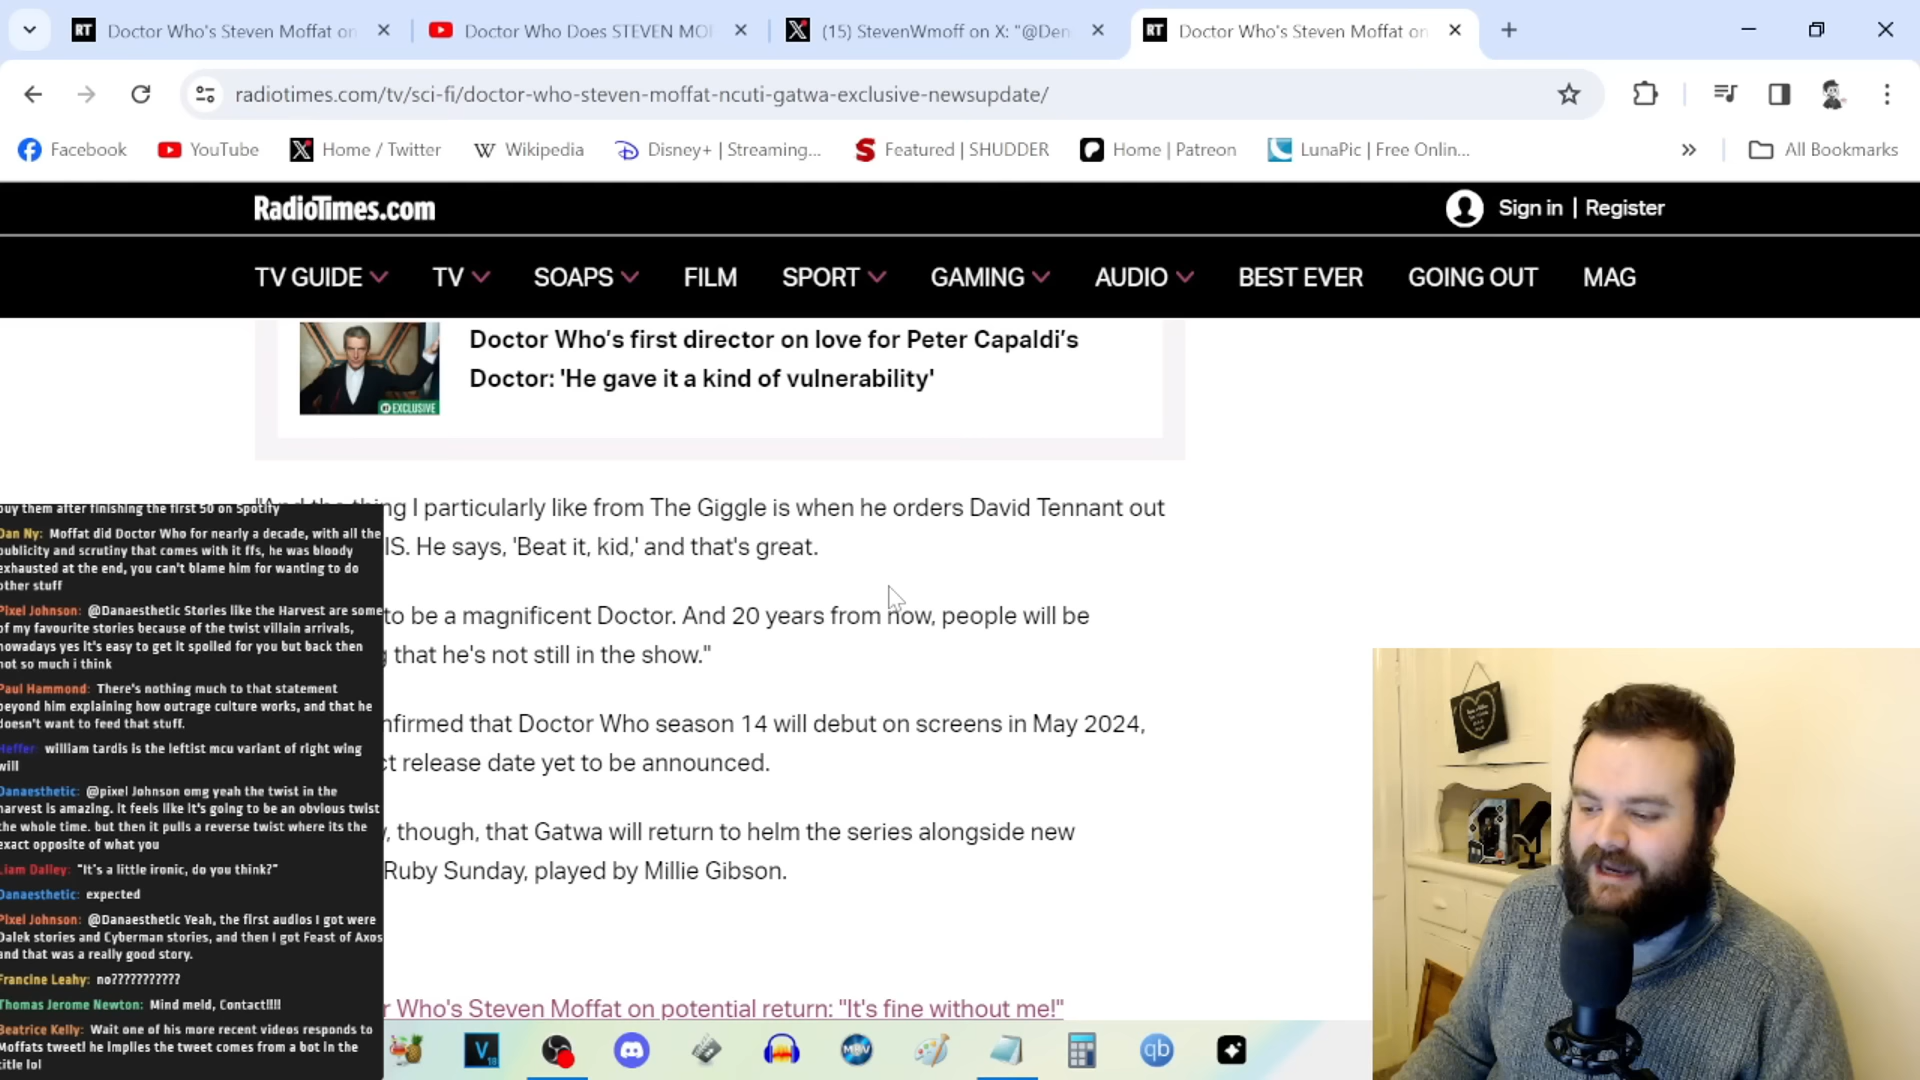 RT Doctor Who's Steven Moffat on
Doctor Who Does STEVEN MOF
(15) StevenWmoff on X: "@Den
RT Doctor Who's Steven Moffat on
radiotimes.com/tv/sci-fi/doctor-who-steven-moffat-ncuti-gatwa-exclusive-newsupdate/
Facebook
YouTube
Home / Twitter
Wikipedia
Disney+ | Streaming...
Featured | SHUDDER
Home | Patreon
LunaPic | Free Onlin...
All Bookmarks
RadioTimes.com
Sign in | Register
TV GUIDE
TV
SOAPS
FILM
SPORT
GAMING
AUDIO
BEST EVER
GOING OUT
MAG
EXCLUSIVE
Doctor Who's first director on love for Peter Capaldi's
Doctor: 'He gave it a kind of vulnerability'
"And the thing I particularly like from The Giggle is when he orders David Tennant out
IS. He says, 'Beat it, kid,' and that's great.
to be a magnificent Doctor. And 20 years from now, people will be
that he's not still in the show."
nfirmed that Doctor Who season 14 will debut on screens in May 2024,
ct release date yet to be announced.
, though, that Gatwa will return to helm the series alongside new
Ruby Sunday, played by Millie Gibson.
r Who's Steven Moffat on potential return: "It's fine without me!"
buy them after finishing the first 50 on Spotify
Dan Ny: Moffat did Doctor Who for nearly a decade, with all the
publicity and scrutiny that comes with it ffs, he was bloody
exhausted at the end, you can't blame him for wanting to do
other stuff
Pixel Johnson: @Danaesthetic Stories like the Harvest are some
of my favourite stories because of the twist villain arrivals,
nowadays yes it's easy to get it spoiled for you but back then
not so much i think
Paul Hammond: There's nothing much to that statement
beyond him explaining how outrage culture works, and that he
doesn't want to feed that stuff.
Heffer: william tardis is the leftist mcu variant of right wing
will
Danaesthetic: @pixel Johnson omg yeah the twist in the
harvest is amazing. it feels like it's going to be an obvious twist
the whole time. but then it pulls a reverse twist where its the
exact opposite of what you
Liam Dalley: "It's a little ironic, do you think?"
Danaesthetic: expected
Pixel Johnson: @Danaesthetic Yeah, the first audios I got were
Dalek stories and Cyberman stories, and then I got Feast of Axos
and that was a really good story.
Francine Leahy: no???????????
Thomas Jerome Newton: Mind meld, Contact!!!!
Beatrice Kelly: Wait one of his more recent videos responds to
Moffats tweet! he implies the tweet comes from a bot in the
title lol
V
18
qb